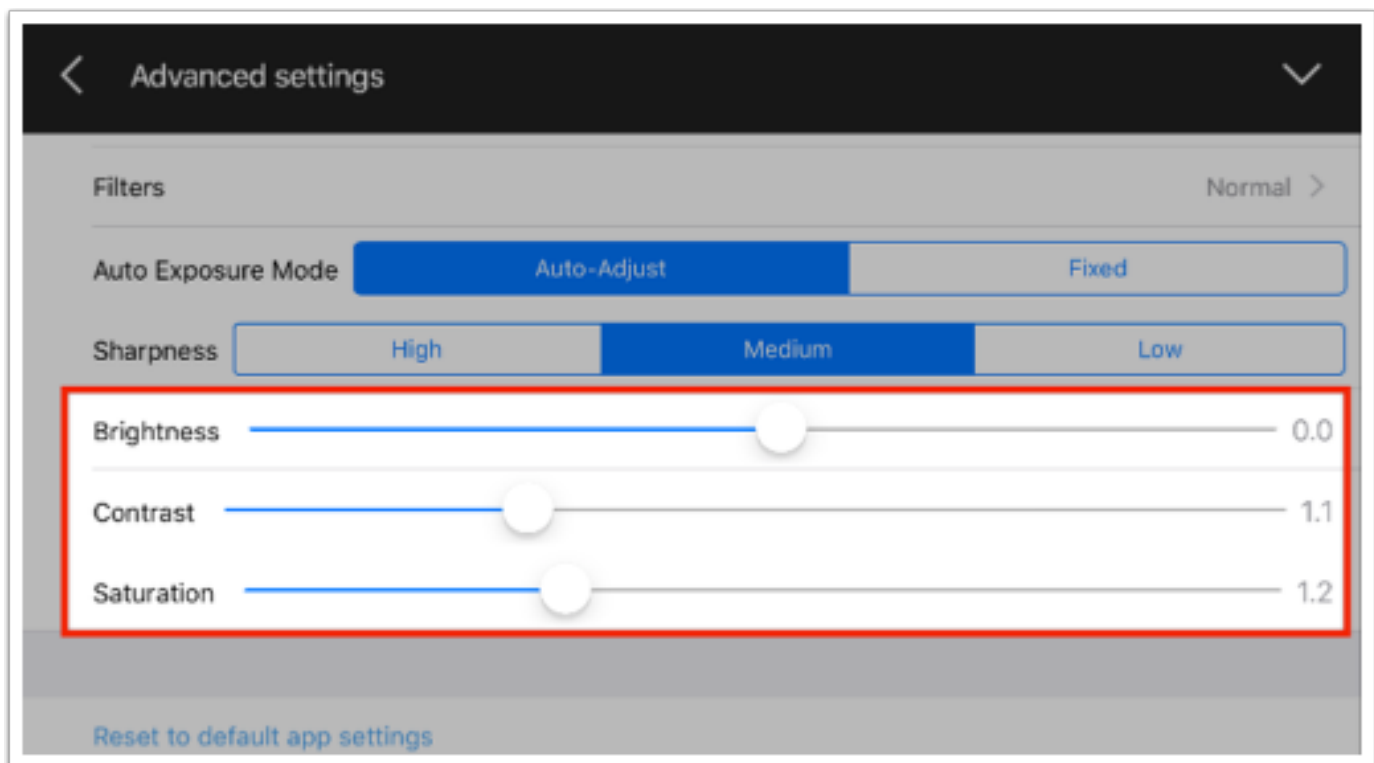 Advanced settings
Filters Normal
Auto Exposure Mode Auto-Adjust Fixed
Sharpness High Medium Low
Brightness 0.0
Contrast 1.1
Saturation 1.2
Reset to default app settings